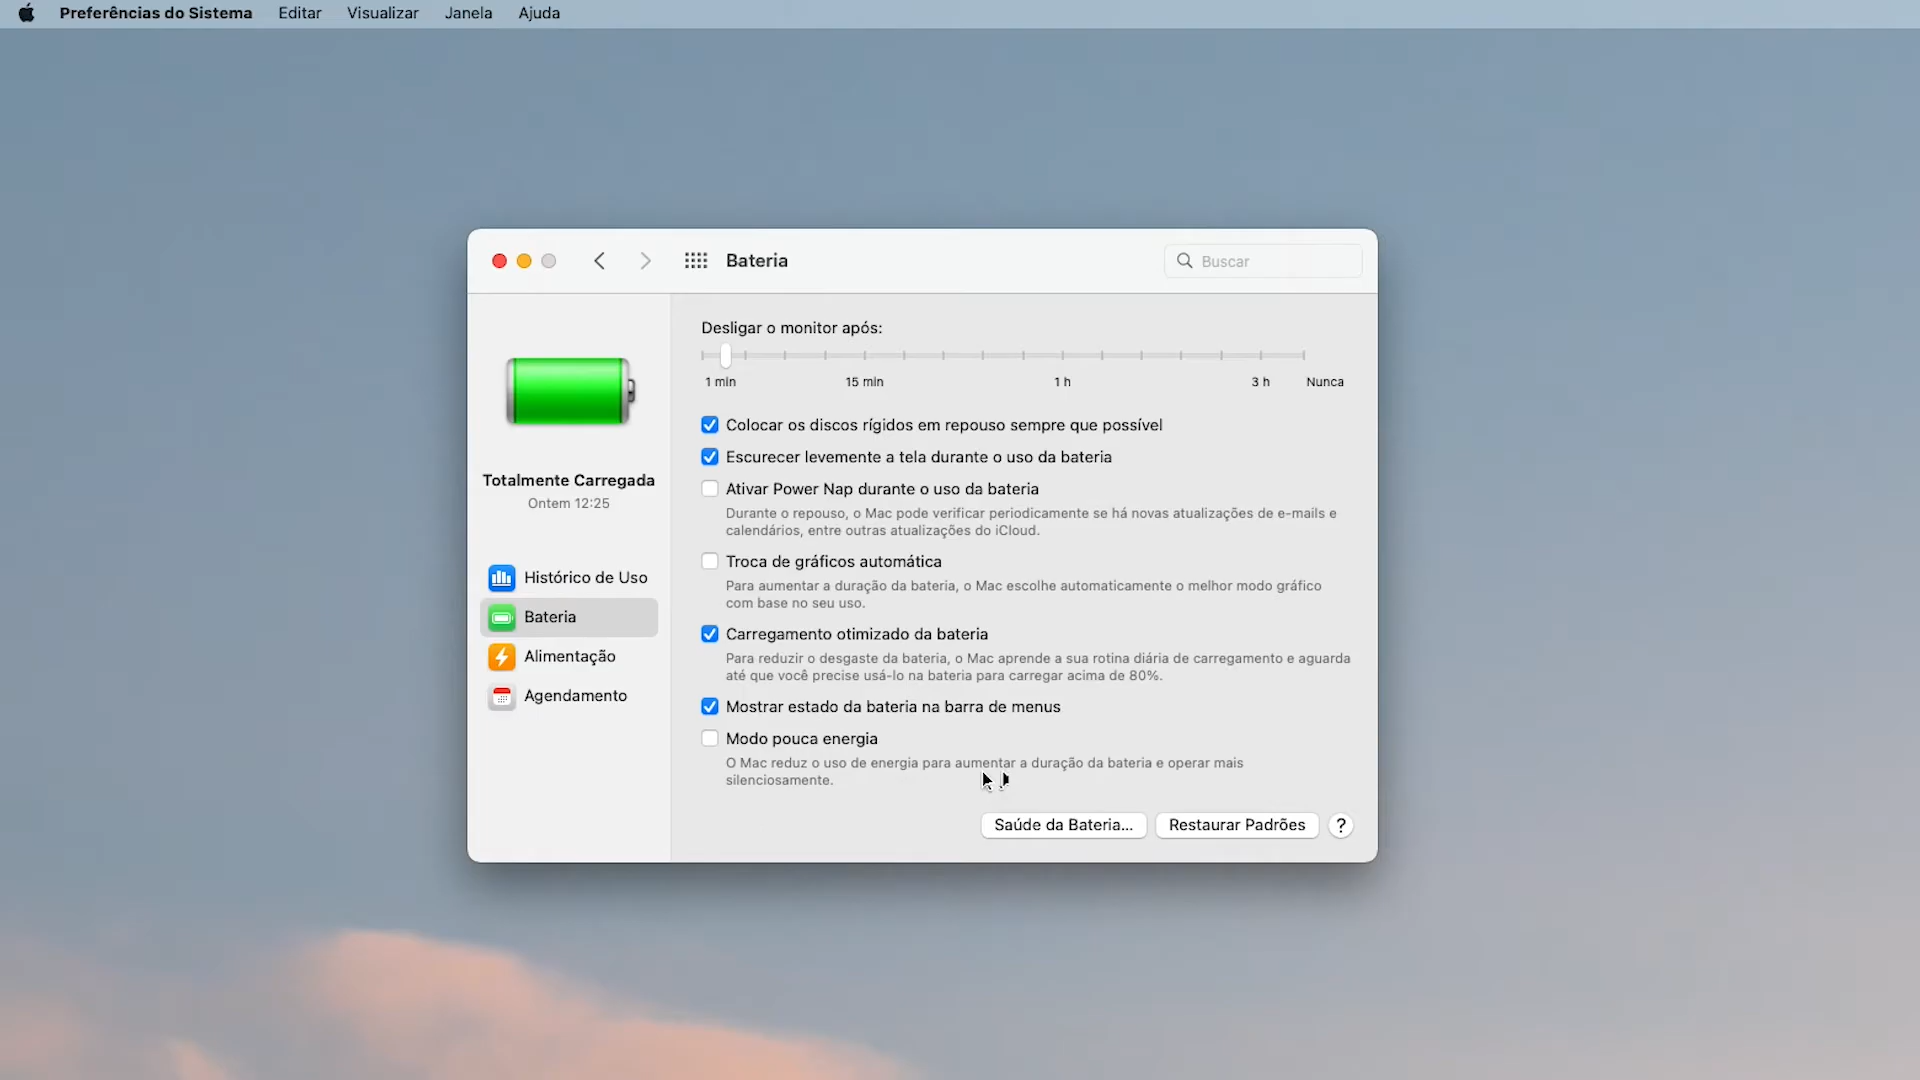 Preferências do Sistema Editar Visualizar Janela Ajuda
Bateria
Buscar
Totalmente Carregada
Ontem 12:25
Histórico de Uso
Bateria
Alimentação
Agendamento
Desligar o monitor após:
1 min 15 min 1 h 3 h Nunca
Colocar os discos rígidos em repouso sempre que possível
Escurecer levemente a tela durante o uso da bateria
Ativar Power Nap durante o uso da bateria
Durante o repouso, o Mac pode verificar periodicamente se há novas atualizações de e-mails e
calendários, entre outras atualizações do iCloud.
Troca de gráficos automática
Para aumentar a duração da bateria, o Mac escolhe automaticamente o melhor modo gráfico
com base no seu uso.
Carregamento otimizado da bateria
Para reduzir o desgaste da bateria, o Mac aprende a sua rotina diária de carregamento e aguarda
até que você precise usá-lo na bateria para carregar acima de 80%.
Mostrar estado da bateria na barra de menus
Modo pouca energia
O Mac reduz o uso de energia para aumentar a duração da bateria e operar mais
silenciosamente.
Saúde da Bateria... Restaurar Padrões ?